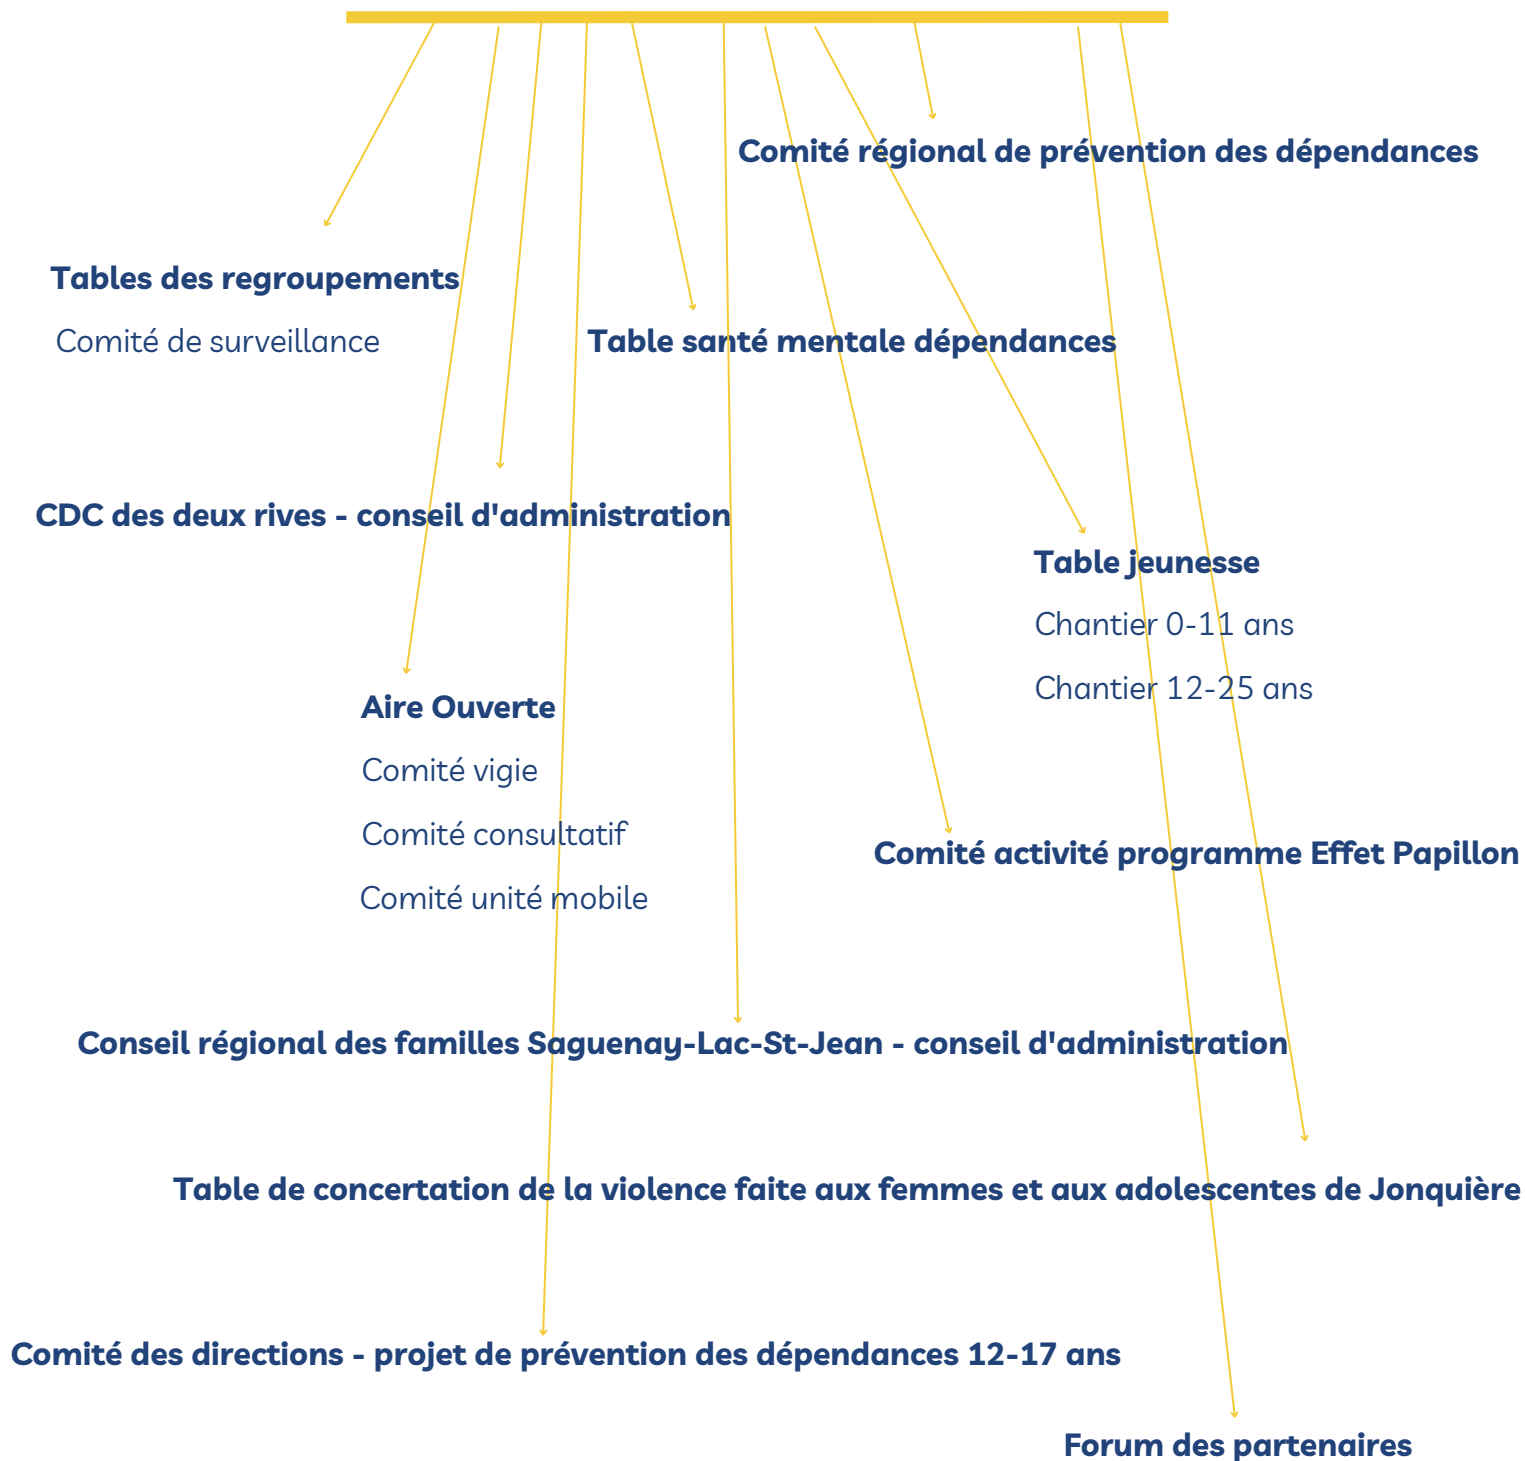 Comité régional de prévention des dépendances
Tables des regroupements
Comité de surveillance
Table santé mentale dépendances
CDC des deux rives - conseil d'administration
Table jeunesse
Chantier 0-11 ans
Chantier 12-25 ans
Aire Ouverte
Comité vigie
Comité consultatif
Comité unité mobile
Comité activité programme Effet Papillon
Conseil régional des familles Saguenay-Lac-St-Jean - conseil d'administration
Table de concertation de la violence faite aux femmes et aux adolescentes de Jonquière
Comité des directions - projet de prévention des dépendances 12-17 ans
Forum des partenaires